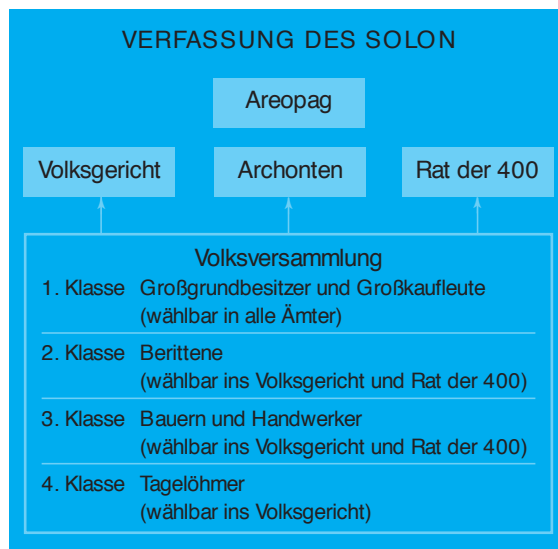 VERFASSUNG DES SOLON
Areopag
Volksgericht
Archonten
Rat der 400
Volksversammlung
1. Klasse Großgrundbesitzer und Großkaufleute
(wählbar in alle Ämter)
2. Klasse Berittene
(wählbar ins Volksgericht und Rat der 400)
3. Klasse Bauern und Handwerker
(wählbar ins Volksgericht und Rat der 400)
4. Klasse Tagelöhmer
(wählbar ins Volksgericht)